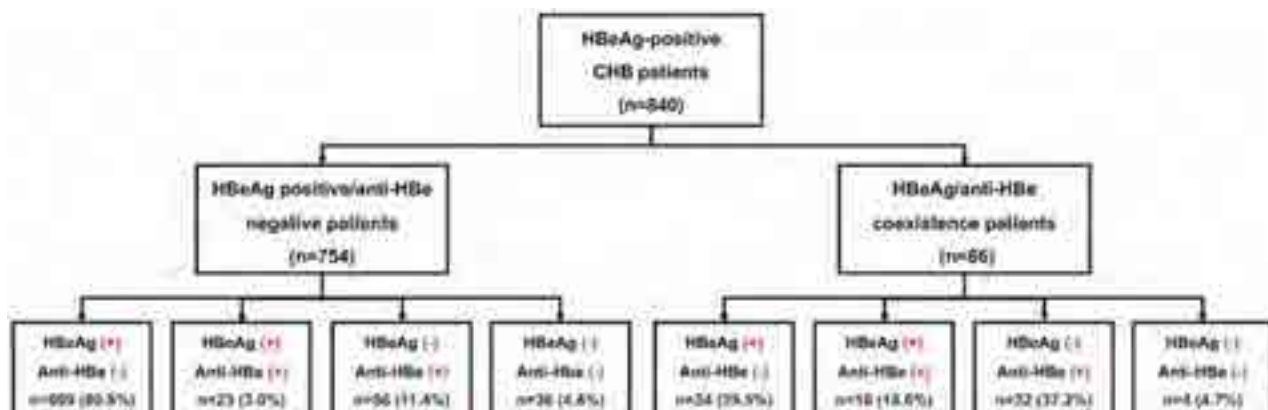 HBeAg-positive
CHB patients
(n=840)
HBeAg positive/anti-HBe
negative patients
(n=754)
HBeAg/anti-HBe
coexistence patients
(n=86)
HBeAg (+)
Anti-HBe (-)
n=609 (80.8%)
HBeAg (+)
Anti-HBe (+)
n=23 (3.0%)
HBeAg (-)
Anti-HBe (+)
n=86 (11.4%)
HBeAg (-)
Anti-HBe (-)
n=36 (4.8%)
HBeAg (+)
Anti-HBe (-)
n=34 (39.5%)
HBeAg (+)
Anti-HBe (+)
n=16 (18.6%)
HBeAg (-)
Anti-HBe (+)
n=32 (37.2%)
HBeAg (-)
Anti-HBe (-)
n=4 (4.7%)